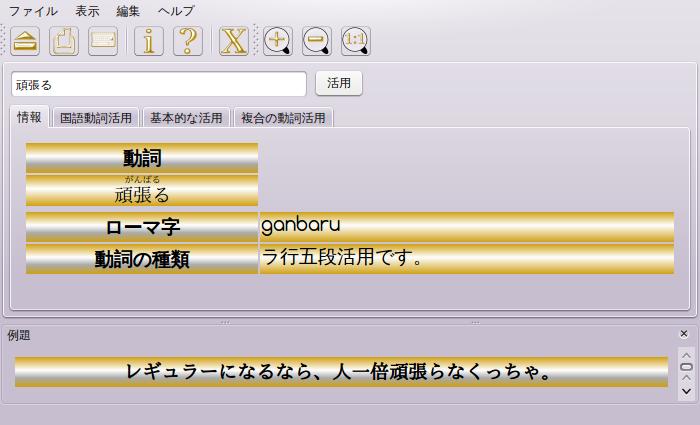 ファイル 表示 編集 ヘルプ
i ? X 1:1
頑張る 活用
情報 国語動詞活用 基本的な活用 複合の動詞活用
動詞
がんばる
頑張る
ローマ字 ganbaru
動詞の種類 ラ行五段活用です。
例題
レギュラーになるなら、人一倍頑張らなくっちゃ。